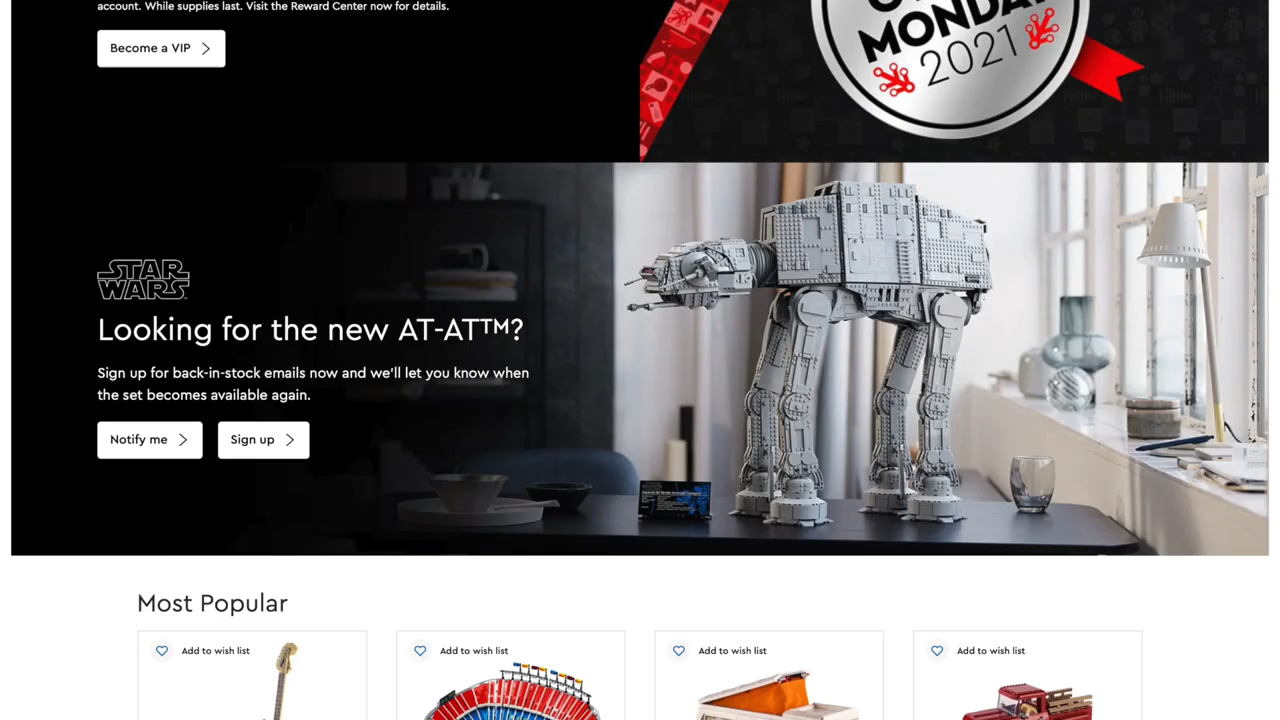 account. While supplies last. Visit the Reward Center now for details.
Become a VIP
MONDAY
2021
STAR
WARS
Looking for the new AT-AT™?
Sign up for back-in-stock emails now and we'll let you know when
the set becomes available again.
Notify me
Sign up
Most Popular
Add to wish list
Add to wish list
Add to wish list
Add to wish list